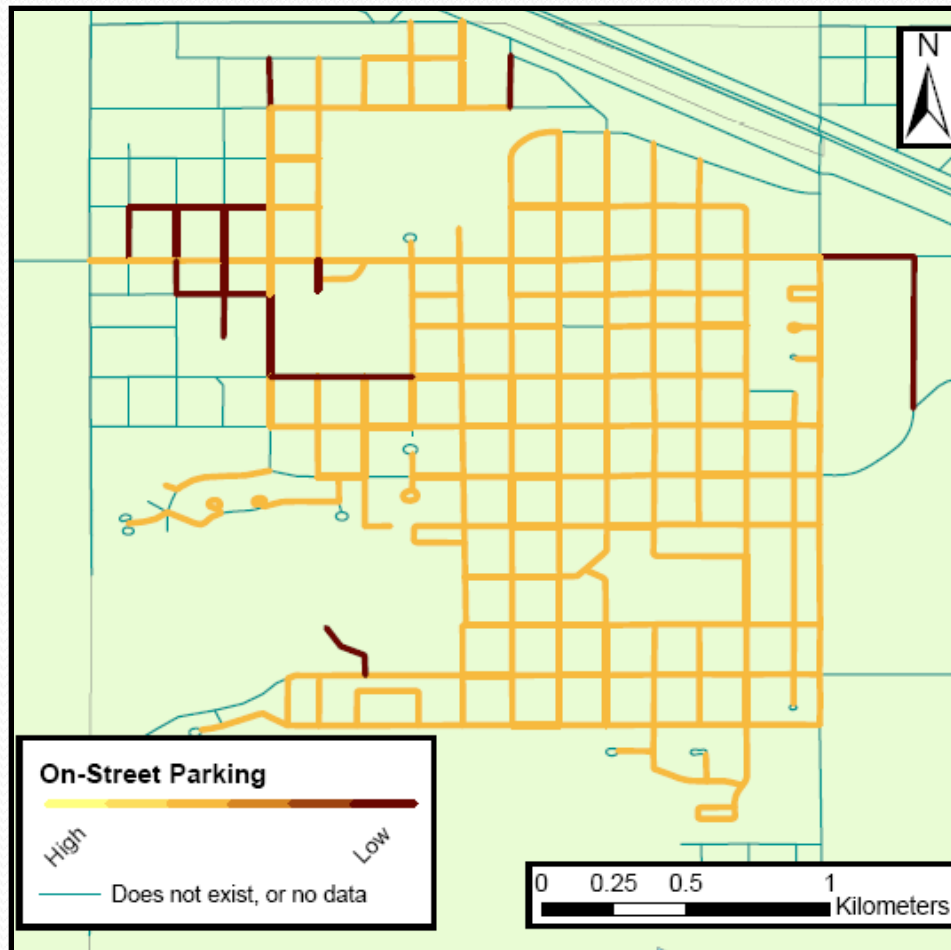 N
On-Street Parking
High Low
Does not exist, or no data
0 0.25 0.5 1
Kilometers